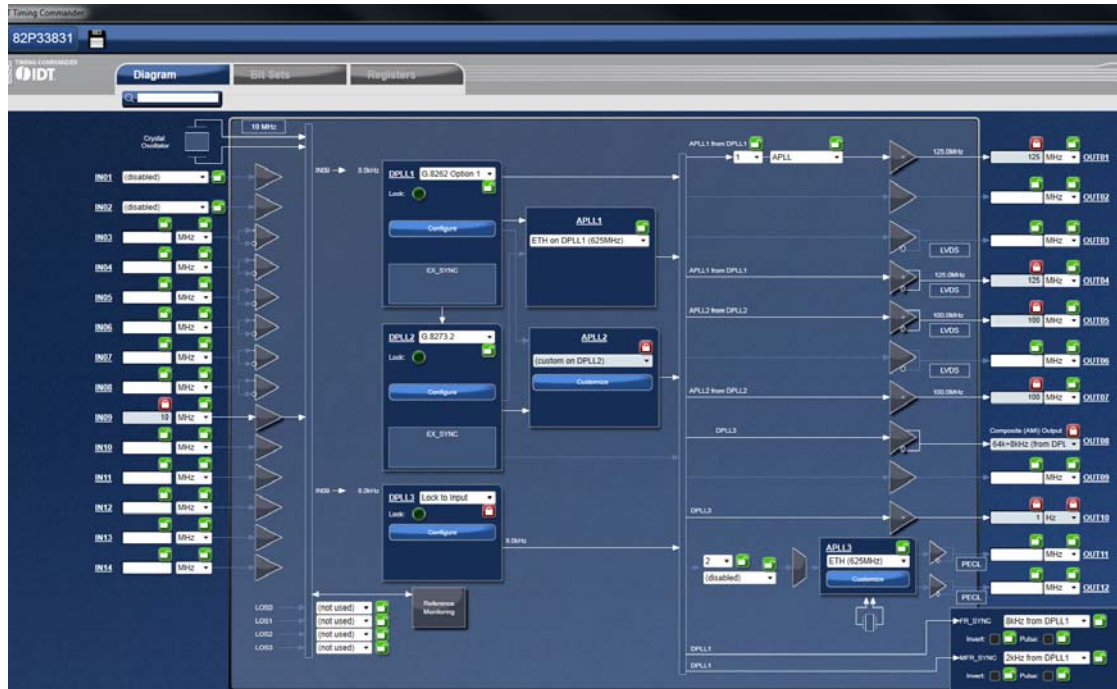 IDT Timing Commander
82P33831
TIMING COMMANDER
IDT
Diagram
Bit Sets
Registers
Crystal
Oscillator
10 MHz
IN01 (disabled)
IN02 (disabled)
IN03 MHz
IN04 MHz
IN05 MHz
IN06 MHz
IN07 MHz
IN08 MHz
IN09 10 MHz
IN10 MHz
IN11 MHz
IN12 MHz
IN13 MHz
IN14 MHz
LOS0 (not used)
LOS1 (not used)
LOS2 (not used)
LOS3 (not used)
IN09 8.0kHz
DPLL1 G.8262 Option 1
Lock:
Configure
EX_SYNC
DPLL2 G.8273.2
Lock:
Configure
EX_SYNC
IN09 8.0kHz
DPLL3 Lock to Input
Lock:
Configure
8.0kHz
Reference
Monitoring
APLL1
ETH on DPLL1 (625MHz)
APLL2
(custom on DPLL2)
Customize
APLL1 from DPLL1
1 APLL
125.0MHz
125 MHz OUT01
MHz OUT02
LVDS
MHz OUT03
APLL1 from DPLL1
125.0MHz
LVDS
125 MHz OUT04
APLL2 from DPLL2
100.0MHz
LVDS
100 MHz OUT05
LVDS
MHz OUT06
APLL2 from DPLL2
100.0MHz
100 MHz OUT07
DPLL3
Composite (AMI) Output
64k+8kHz (from DPL OUT08
MHz OUT09
DPLL3
1 Hz OUT10
2
(disabled)
APLL3
ETH (625MHz)
Customize
PECL
MHz OUT11
PECL
MHz OUT12
DPLL1
FR_SYNC 8kHz from DPLL1
Invert: Pulse:
DPLL1
MFR_SYNC 2kHz from DPLL1
Invert: Pulse: